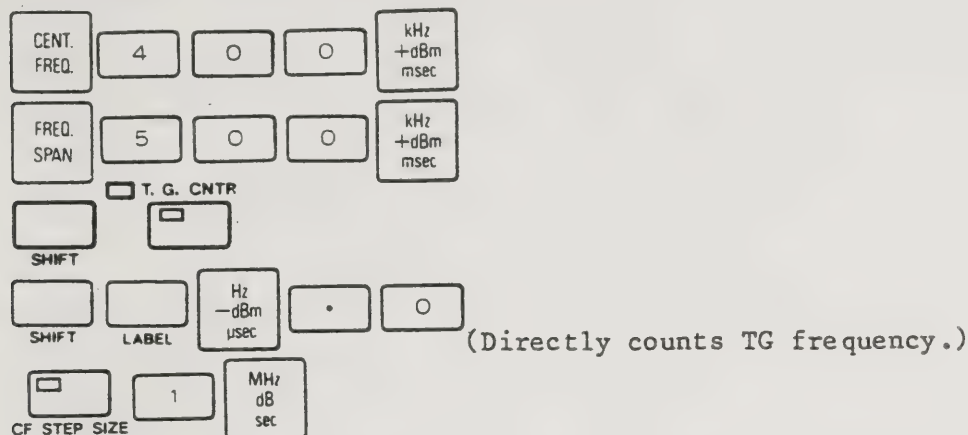 CENT. FREQ. 4 0 0 kHz +dBm msec
FREQ. SPAN 5 0 0 kHz +dBm msec
T. G. CNTR
SHIFT
Hz -dBm µsec . 0
SHIFT LABEL
(Directly counts TG frequency.)
1 MHz dB sec
CF STEP SIZE